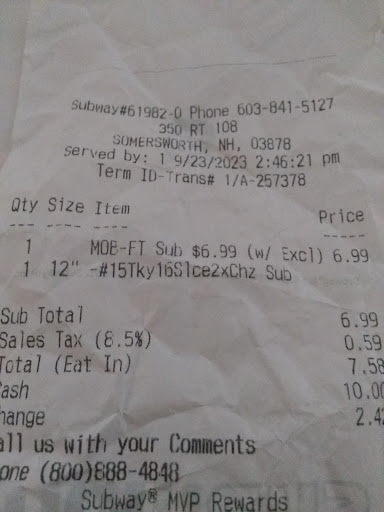 Subway#61982-0 Phone 603-841-5127
350 RT 108
SOMERSWORTH, NH, 03878
Served by: 1 9/23/2023 2:46:21 pm
Term ID-Trans# 1/A-257378
Qty Size Item Price
--- ---- ---- -----
1 MOB-FT Sub $6.99 (w/ Excl) 6.99
1 12" -#15Tky16Slce2xChz Sub
Sub Total 6.99
Sales Tax (8.5%) 0.59
Total (Eat In) 7.58
ash 10.00
hange 2.42
all us with your Comments
one (800)888-4848
Subway® MVP Rewards